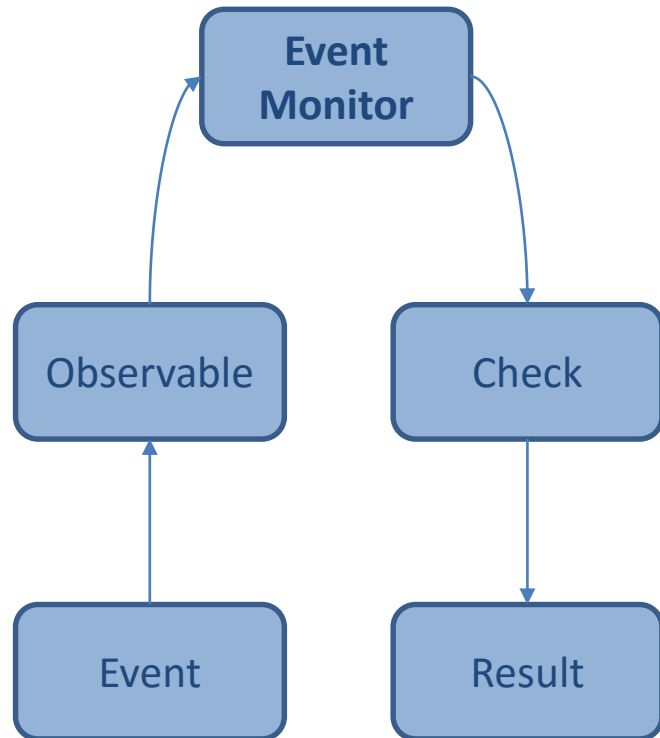 Event
Monitor
Observable
Check
Event
Result